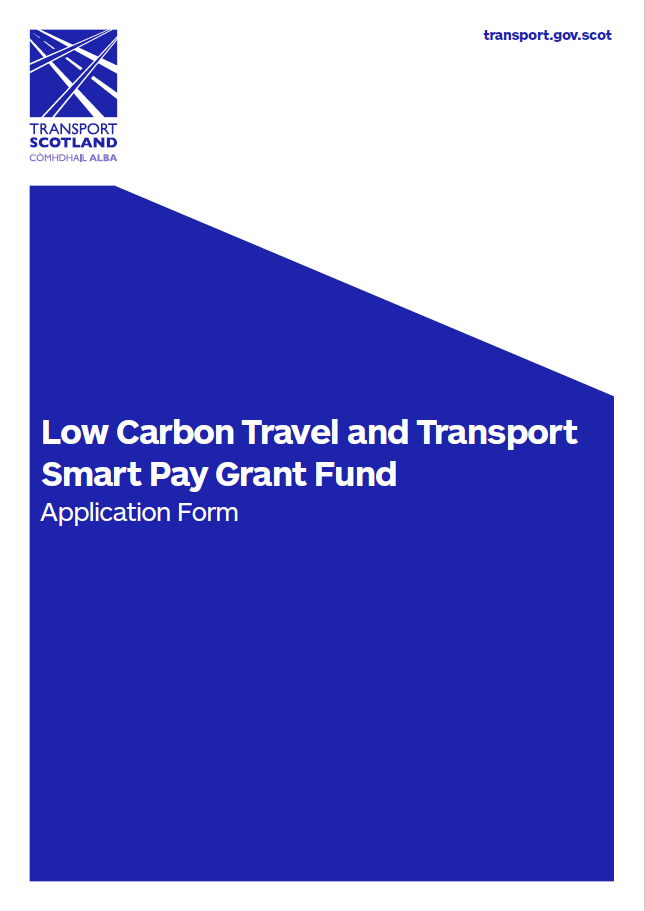 transport.gov.scot
TRANSPORT
SCOTLAND
CÒMHDHAIL ALBA
Low Carbon Travel and Transport
Smart Pay Grant Fund
Application Form